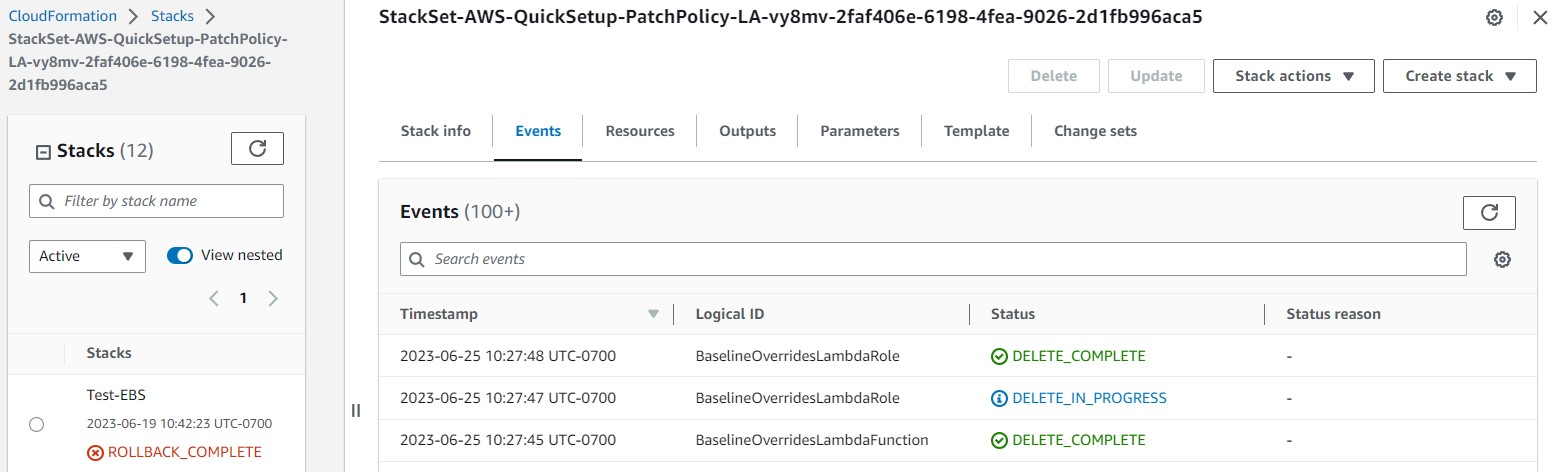 CloudFormation > Stacks >
StackSet-AWS-QuickSetup-PatchPolicy-
LA-vy8mv-2faf406e-6198-4fea-9026-
2d1fb996aca5
Stacks (12)
Filter by stack name
Active View nested
1
Stacks
Test-EBS
2023-06-19 10:42:23 UTC-0700
ROLLBACK_COMPLETE
StackSet-AWS-QuickSetup-PatchPolicy-LA-vy8mv-2faf406e-6198-4fea-9026-2d1fb996aca5
Delete Update Stack actions Create stack
Stack info Events Resources Outputs Parameters Template Change sets
Events (100+)
Search events
Timestamp Logical ID Status Status reason
2023-06-25 10:27:48 UTC-0700 BaselineOverridesLambdaRole DELETE_COMPLETE -
2023-06-25 10:27:47 UTC-0700 BaselineOverridesLambdaRole DELETE_IN_PROGRESS -
2023-06-25 10:27:45 UTC-0700 BaselineOverridesLambdaFunction DELETE_COMPLETE -